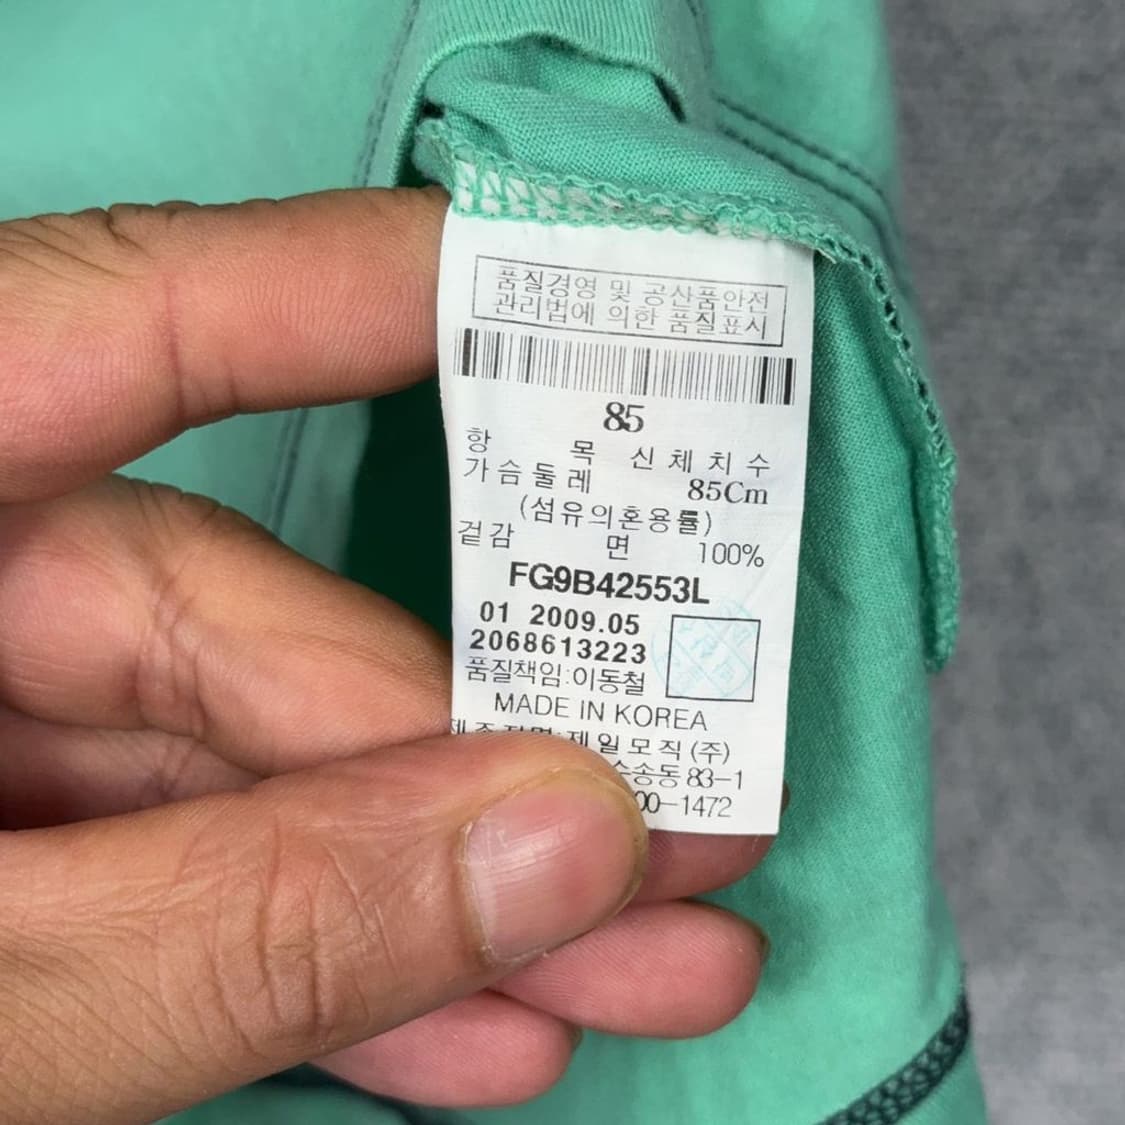 품질경영 및 공산품안전
관리법에 의한 품질표시
85
항 목 신 체 치 수
가슴둘레 85Cm
(섬유의혼용률)
겉감 면 100%
FG9B42553L
01 2009.05
2068613223
품질책임:이동철
MADE IN KOREA
제일모직(주)
수송동 83-1
00-1472